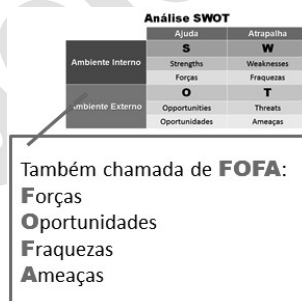 Análise SWOT
Ajuda Atrapalha
S W
Ambiente Interno Strengths Weaknesses
Forças Fraquezas
O T
Ambiente Externo Opportunities Threats
Oportunidades Ameaças
Também chamada de FOFA:
Forças
Oportunidades
Fraquezas
Ameaças